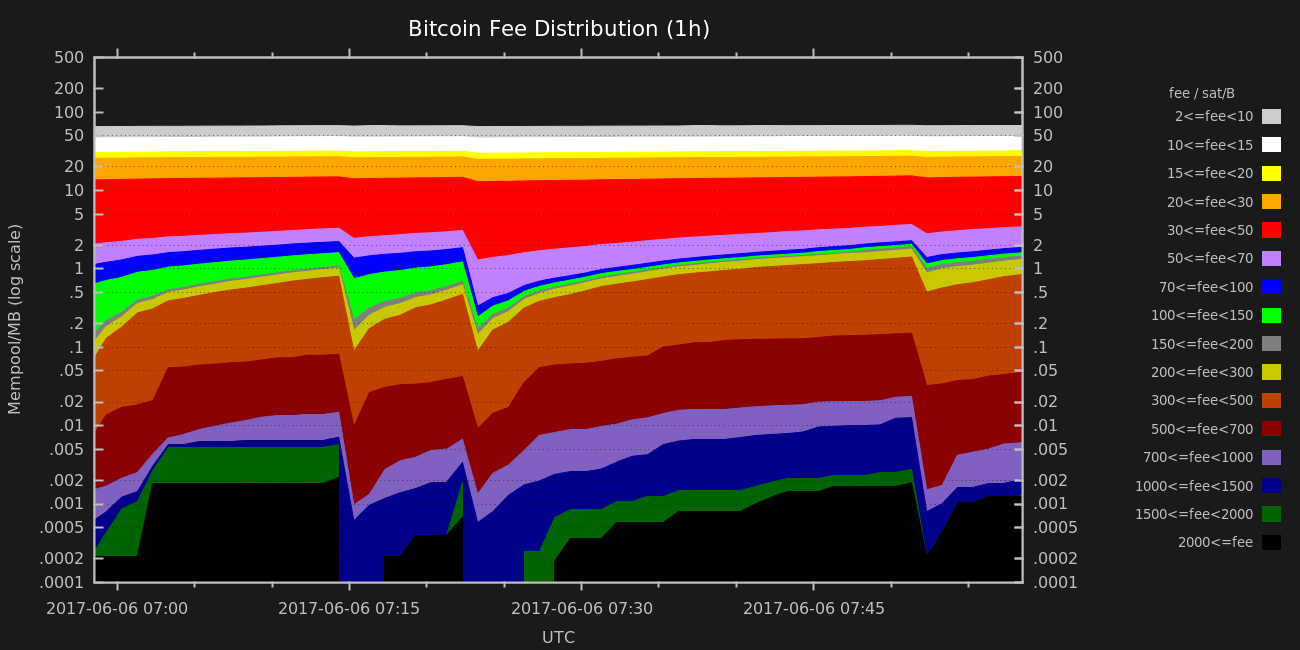 Bitcoin Fee Distribution (1h)
500 500
200 200
100 100
50 50
20 20
10 10
5 5
2 2
1 1
.5 .5
.2 .2
.1 .1
.05 .05
.02 .02
.01 .01
.005 .005
.002 .002
.001 .001
.0005 .0005
.0002 .0002
.0001 .0001
Mempool/MB (log scale)
2017-06-06 07:00 2017-06-06 07:15 2017-06-06 07:30 2017-06-06 07:45
UTC
fee / sat/B
2<=fee<10
10<=fee<15
15<=fee<20
20<=fee<30
30<=fee<50
50<=fee<70
70<=fee<100
100<=fee<150
150<=fee<200
200<=fee<300
300<=fee<500
500<=fee<700
700<=fee<1000
1000<=fee<1500
1500<=fee<2000
2000<=fee